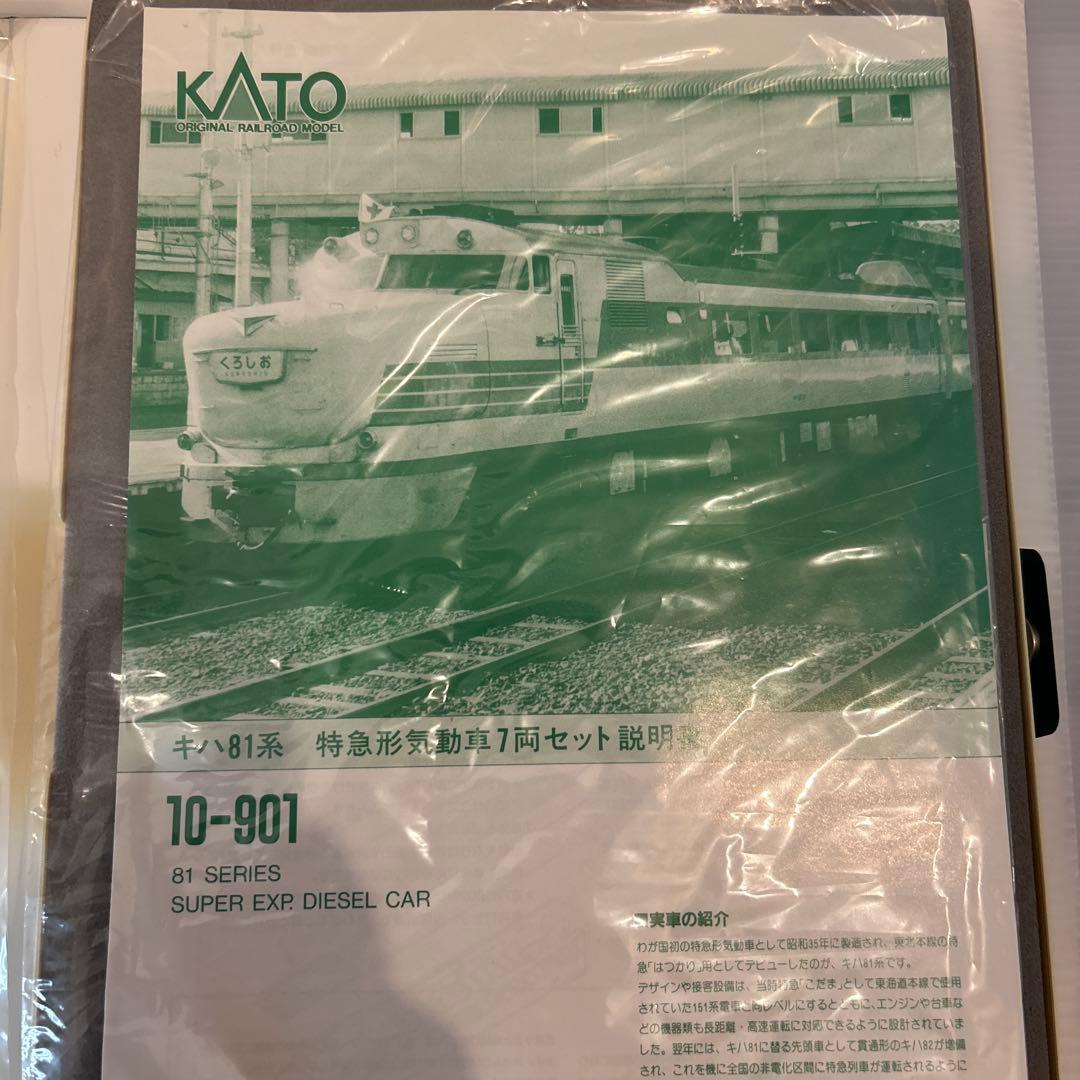 KATO
ORIGINAL RAILROAD MODEL
くろしお
KUROSHIO
キハ81系 特急形気動車7両セット 説明書
10-901
81 SERIES
SUPER EXP. DIESEL CAR
実車の紹介
わが国初の特急形気動車として昭和35年に製造され、東北本線の特
急「はつかり」用としてデビューしたのが、キハ81系です。
デザインや接客設備は、当時特急「こだま」として東海道本線で使用
されていた151系電車と同レベルにするとともに、エンジンや台車な
どの機器類も長距離・高速運転に対応できるように設計されていま
した。翌年には、キハ81に替る先頭車として貫通形のキハ82が増備
され、これを機に全国の非電化区間に特急列車が運転されるように